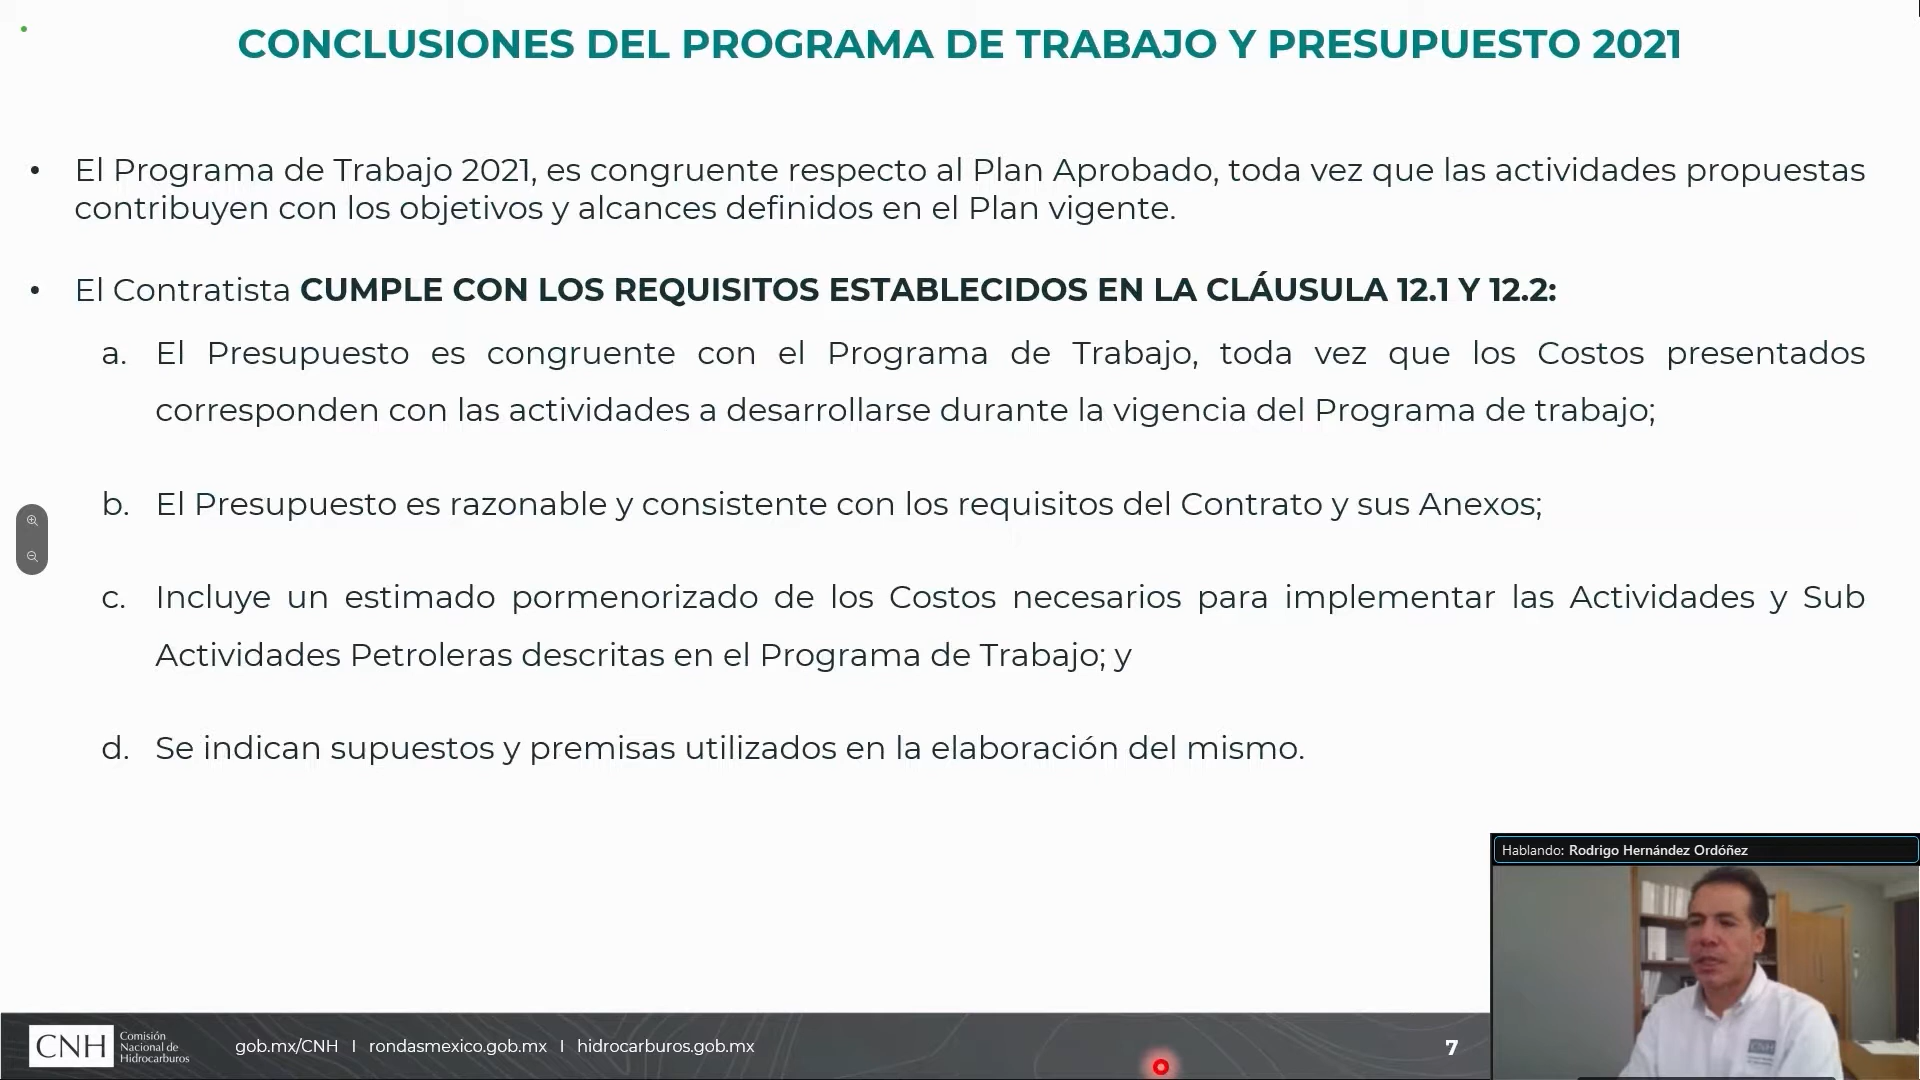 CONCLUSIONES DEL PROGRAMA DE TRABAJO Y PRESUPUESTO 2021
• El Programa de Trabajo 2021, es congruente respecto al Plan Aprobado, toda vez que las actividades propuestas
contribuyen con los objetivos y alcances definidos en el Plan vigente.
• El Contratista CUMPLE CON LOS REQUISITOS ESTABLECIDOS EN LA CLÁUSULA 12.1 Y 12.2:
a. El Presupuesto es congruente con el Programa de Trabajo, toda vez que los Costos presentados
corresponden con las actividades a desarrollarse durante la vigencia del Programa de trabajo;
b. El Presupuesto es razonable y consistente con los requisitos del Contrato y sus Anexos;
c. Incluye un estimado pormenorizado de los Costos necesarios para implementar las Actividades y Sub
Actividades Petroleras descritas en el Programa de Trabajo; y
d. Se indican supuestos y premisas utilizados en la elaboración del mismo.
Hablando: Rodrigo Hernández Ordóñez
CNH
CNH
Comisión
Nacional de
Hidrocarburos
gob.mx/CNH I rondasmexico.gob.mx I hidrocarburos.gob.mx
7